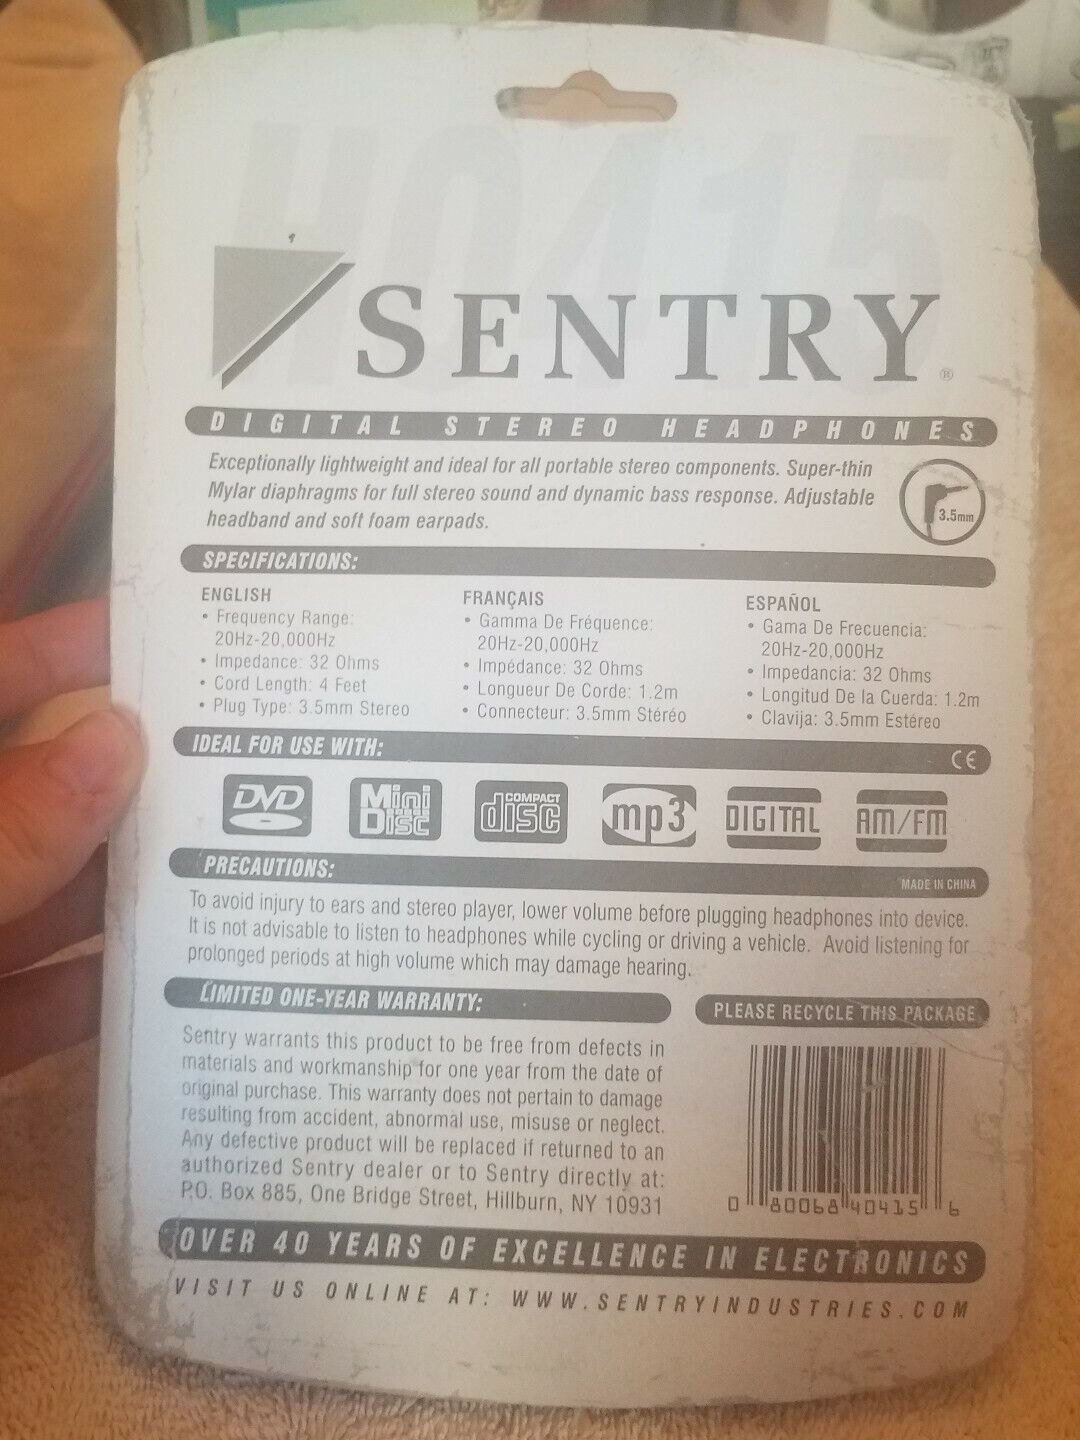 HO415
SENTRY®
DIGITAL STEREO HEADPHONES
Exceptionally lightweight and ideal for all portable stereo components. Super-thin
Mylar diaphragms for full stereo sound and dynamic bass response. Adjustable
headband and soft foam earpads.
3.5mm
SPECIFICATIONS:
ENGLISH
• Frequency Range:
20Hz-20,000Hz
• Impedance: 32 Ohms
• Cord Length: 4 Feet
• Plug Type: 3.5mm Stereo
FRANÇAIS
• Gamma De Fréquence:
20Hz-20,000Hz
• Impédance: 32 Ohms
• Longueur De Corde: 1.2m
• Connecteur: 3.5mm Stéréo
ESPAÑOL
• Gama De Frecuencia:
20Hz-20,000Hz
• Impedancia: 32 Ohms
• Longitud De la Cuerda: 1.2m
• Clavija: 3.5mm Estéreo
IDEAL FOR USE WITH:
CE
DVD
Mini
Disc
COMPACT
disc
mp3
DIGITAL
AM/FM
PRECAUTIONS:
MADE IN CHINA
To avoid injury to ears and stereo player, lower volume before plugging headphones into device.
It is not advisable to listen to headphones while cycling or driving a vehicle. Avoid listening for
prolonged periods at high volume which may damage hearing.
LIMITED ONE-YEAR WARRANTY:
Sentry warrants this product to be free from defects in
materials and workmanship for one year from the date of
original purchase. This warranty does not pertain to damage
resulting from accident, abnormal use, misuse or neglect.
Any defective product will be replaced if returned to an
authorized Sentry dealer or to Sentry directly at:
P.O. Box 885, One Bridge Street, Hillburn, NY 10931
PLEASE RECYCLE THIS PACKAGE
0 80068 40415 6
OVER 40 YEARS OF EXCELLENCE IN ELECTRONICS
VISIT US ONLINE AT: WWW.SENTRYINDUSTRIES.COM